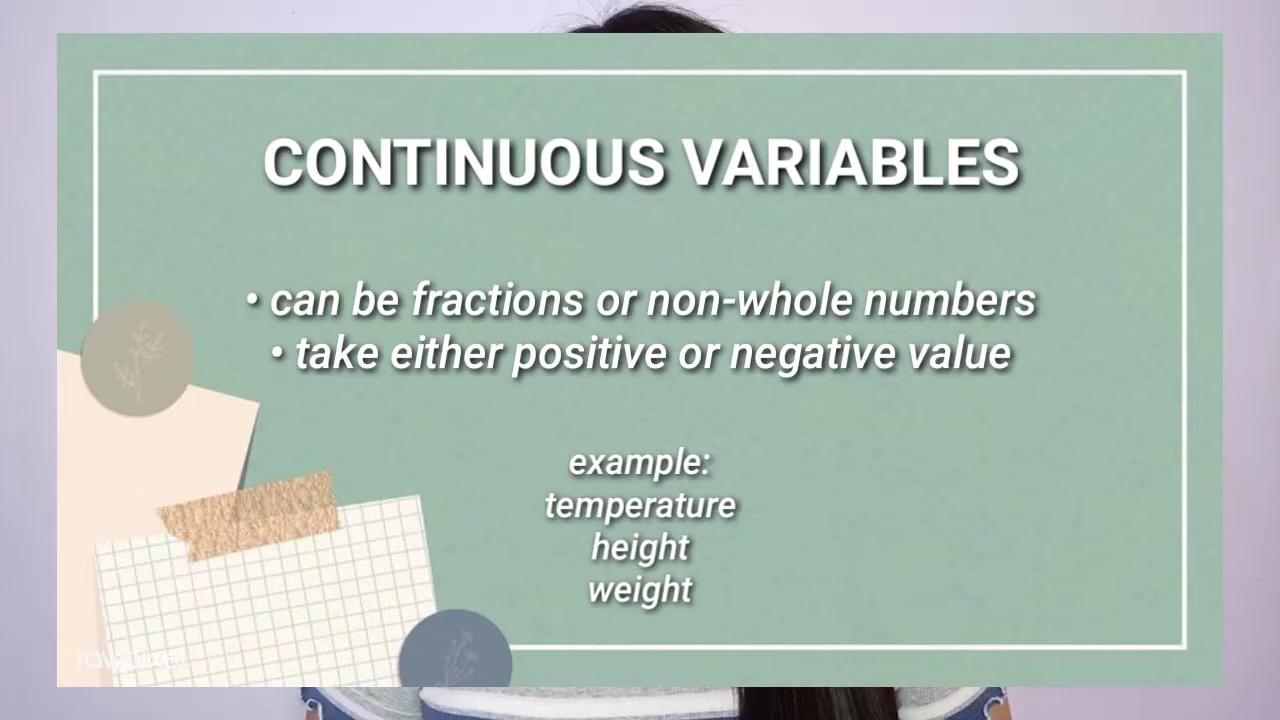 CONTINUOUS VARIABLES
• can be fractions or non-whole numbers
• take either positive or negative value
example:
temperature
height
weight